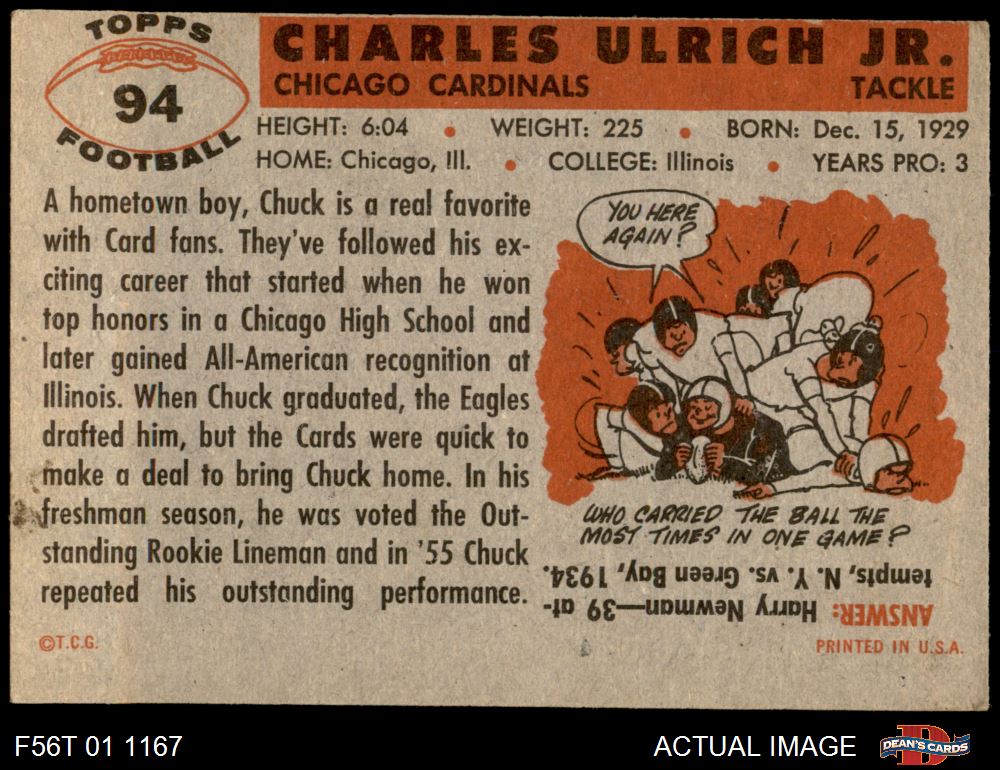 TOPPS
94
FOOTBALL
CHARLES ULRICH JR.
CHICAGO CARDINALS TACKLE
HEIGHT: 6:04 • WEIGHT: 225 • BORN: Dec. 15, 1929
HOME: Chicago, Ill. • COLLEGE: Illinois • YEARS PRO: 3
A hometown boy, Chuck is a real favorite
with Card fans. They've followed his ex-
citing career that started when he won
top honors in a Chicago High School and
later gained All-American recognition at
Illinois. When Chuck graduated, the Eagles
drafted him, but the Cards were quick to
make a deal to bring Chuck home. In his
freshman season, he was voted the Out-
standing Rookie Lineman and in '55 Chuck
repeated his outstanding performance.
©T.C.G.
YOU HERE
AGAIN?
WHO CARRIED THE BALL THE
MOST TIMES IN ONE GAME?
ANSWER: Harry Newman—39 at-
tempts, N. Y. vs. Green Bay, 1934.
PRINTED IN U.S.A.
F56T 01 1167
ACTUAL IMAGE
D
DEAN'S CARDS